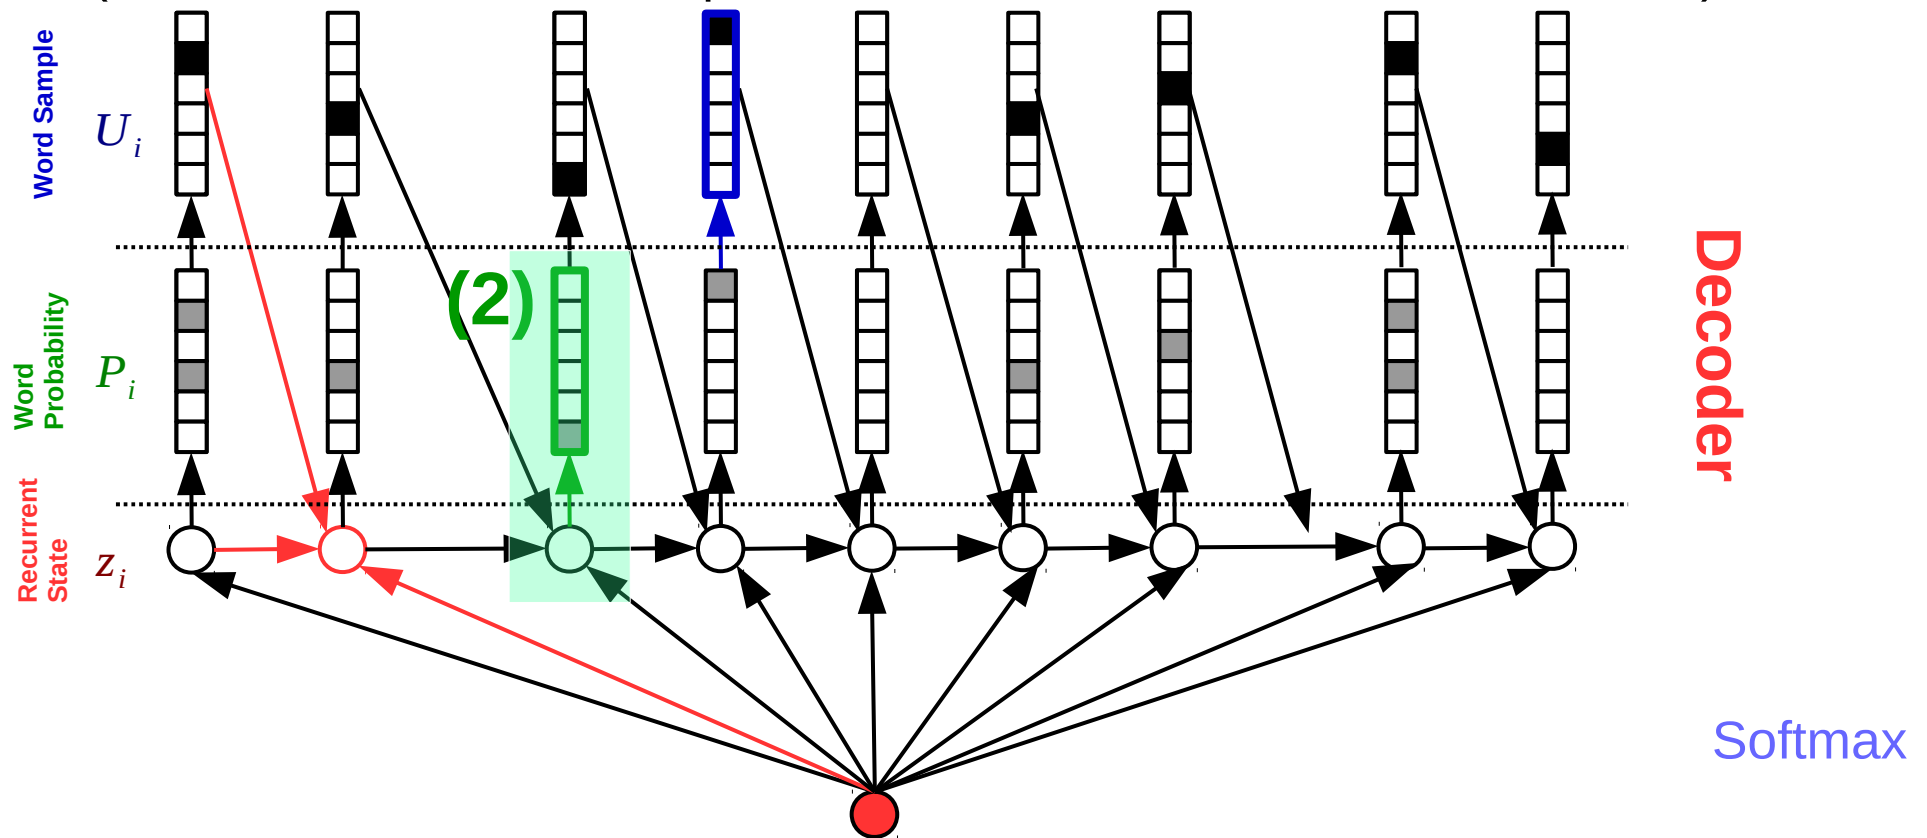 Word Sample
U i
(2)
Word
Probability
P i
Recurrent
State
z i
Decoder
Softmax